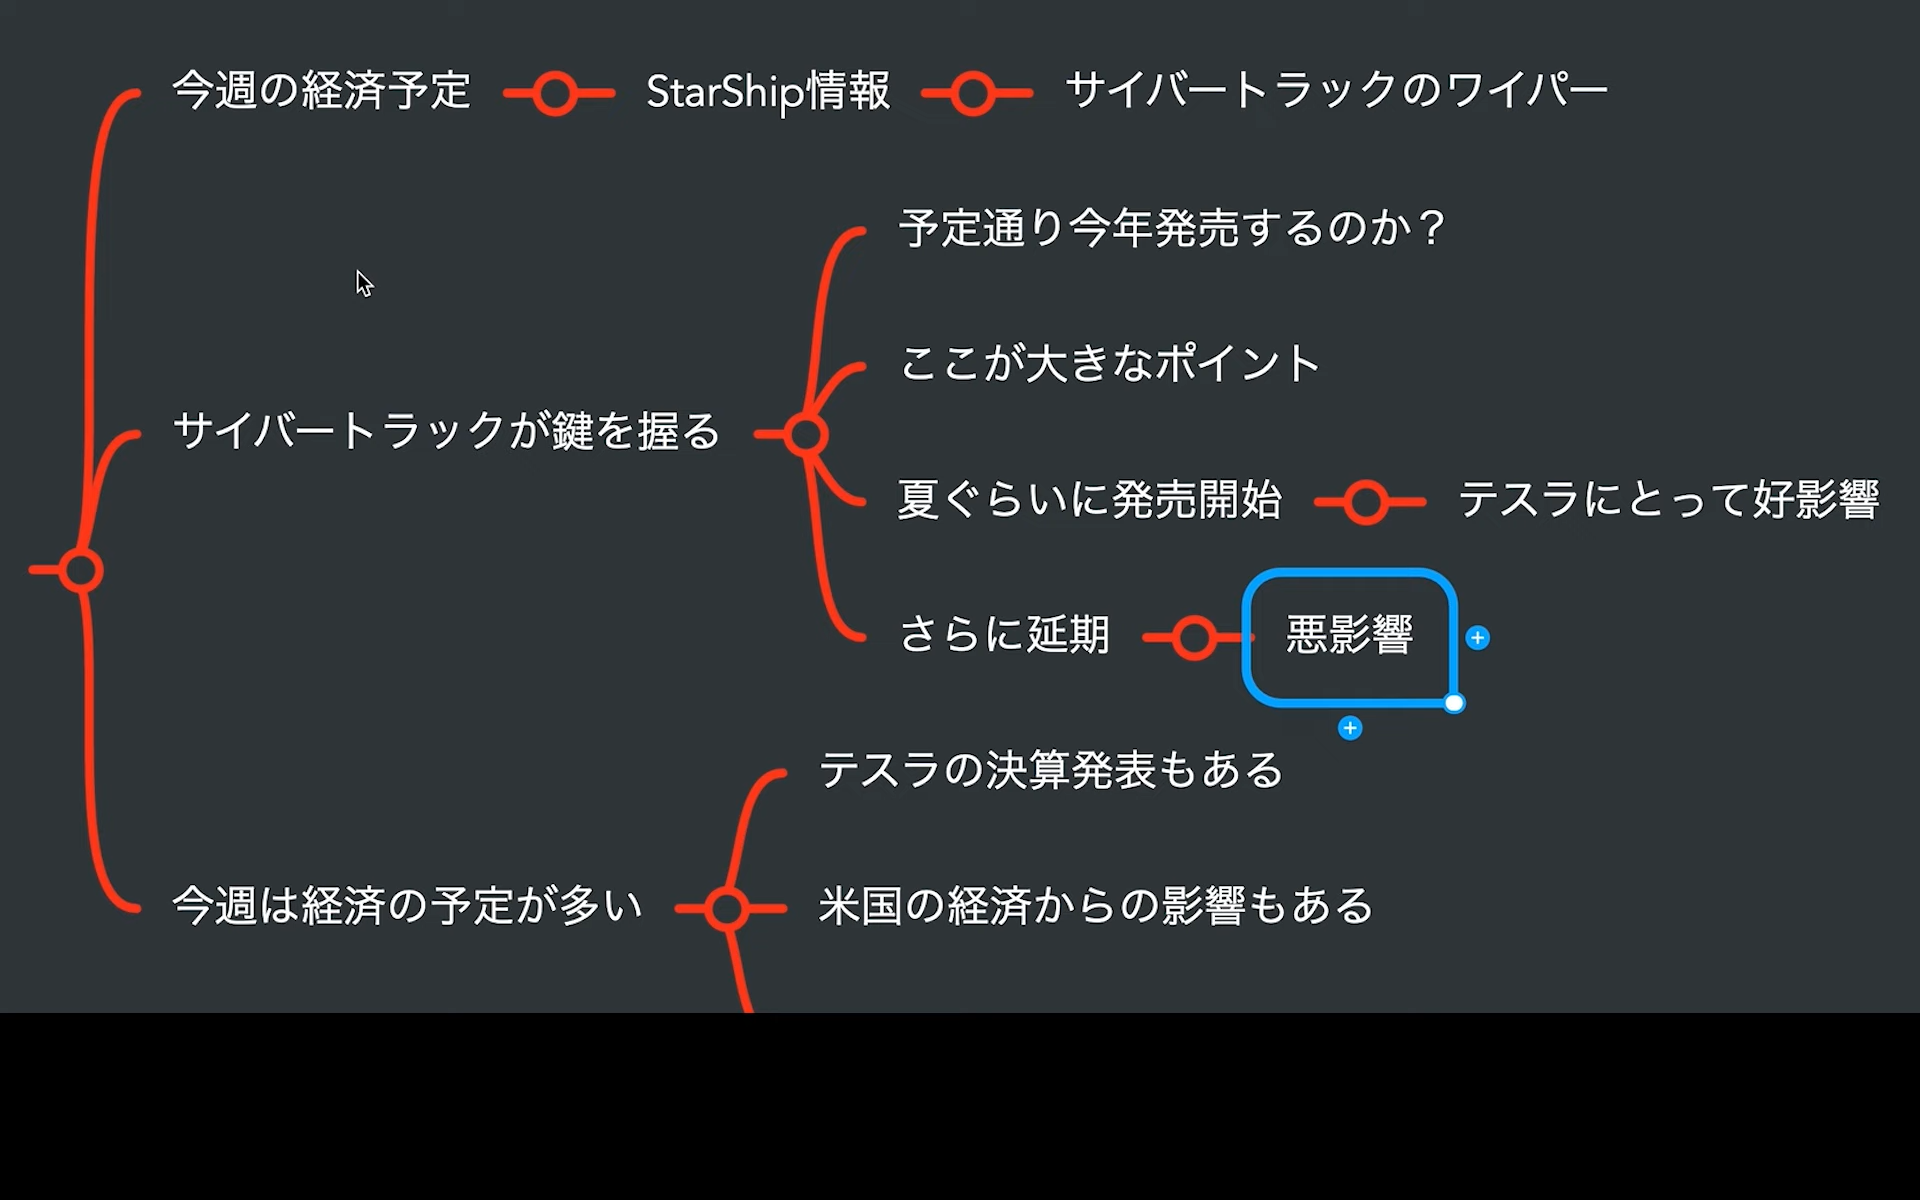 今週の経済予定
StarShip情報
サイバートラックのワイパー
サイバートラックが鍵を握る
予定通り今年発売するのか？
ここが大きなポイント
夏ぐらいに発売開始
テスラにとって好影響
さらに延期
悪影響
今週は経済の予定が多い
テスラの決算発表もある
米国の経済からの影響もある